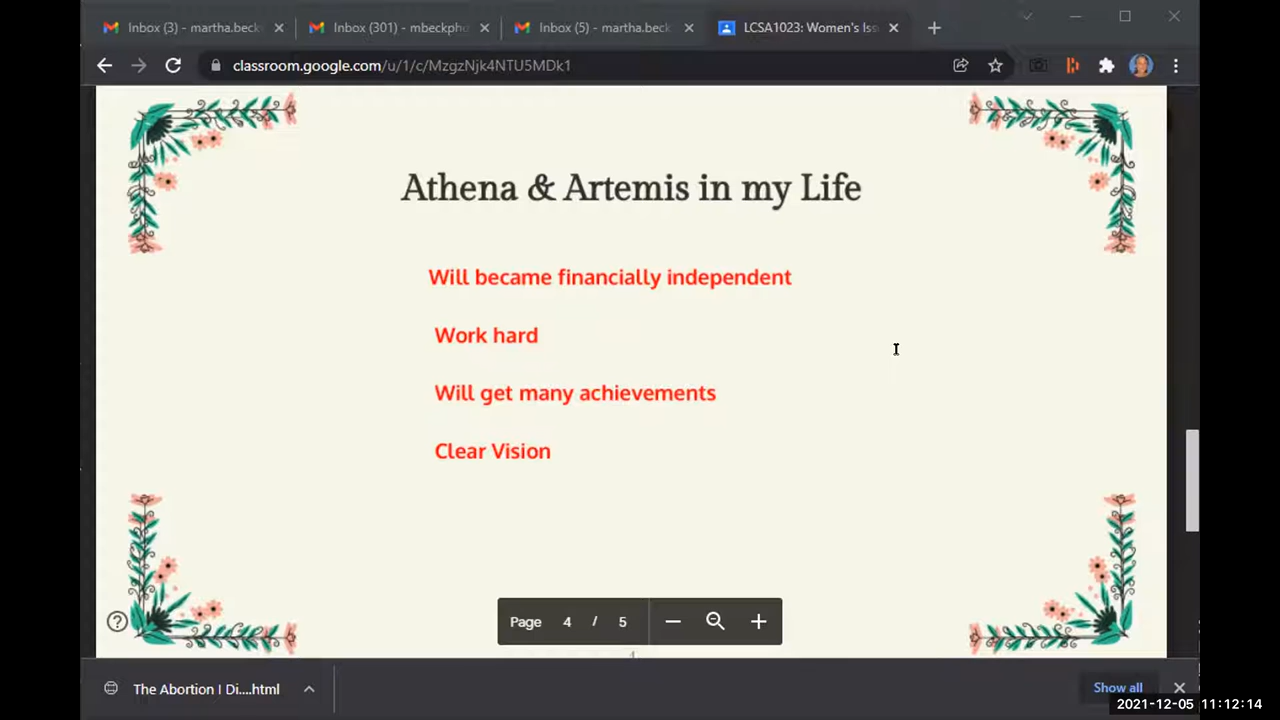 Inbox (3) - martha.beck
Inbox (301) - mbeckpho
Inbox (5) - martha.beck
LCSA1023: Women's Iss
classroom.google.com/u/1/c/MzgzNjk4NTU5MDk1
Athena & Artemis in my Life
Will became financially independent
Work hard
Will get many achievements
Clear Vision
Page 4 / 5
The Abortion I Di....html
Show all
2021-12-05 11:12:14